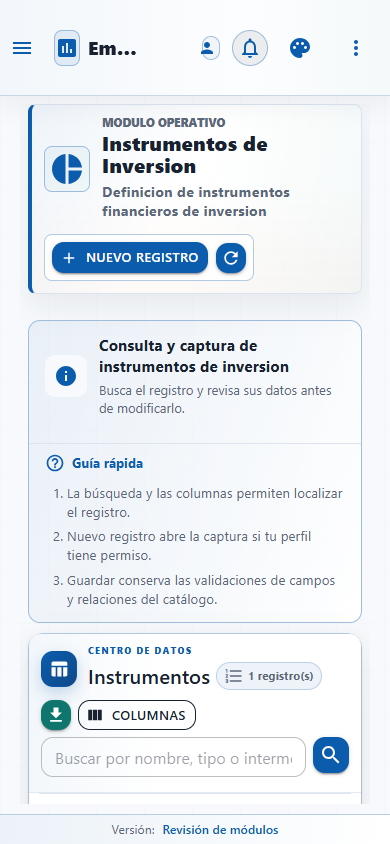 Em...
MODULO OPERATIVO
Instrumentos de
Inversion
Definicion de instrumentos
financieros de inversion
NUEVO REGISTRO
Consulta y captura de
instrumentos de inversion
Busca el registro y revisa sus datos antes
de modificarlo.
Guía rápida
1. La búsqueda y las columnas permiten localizar
el registro.
2. Nuevo registro abre la captura si tu perfil
tiene permiso.
3. Guardar conserva las validaciones de campos
y relaciones del catálogo.
CENTRO DE DATOS
Instrumentos
1 registro(s)
COLUMNAS
Buscar por nombre, tipo o interm
Versión: Revisión de módulos